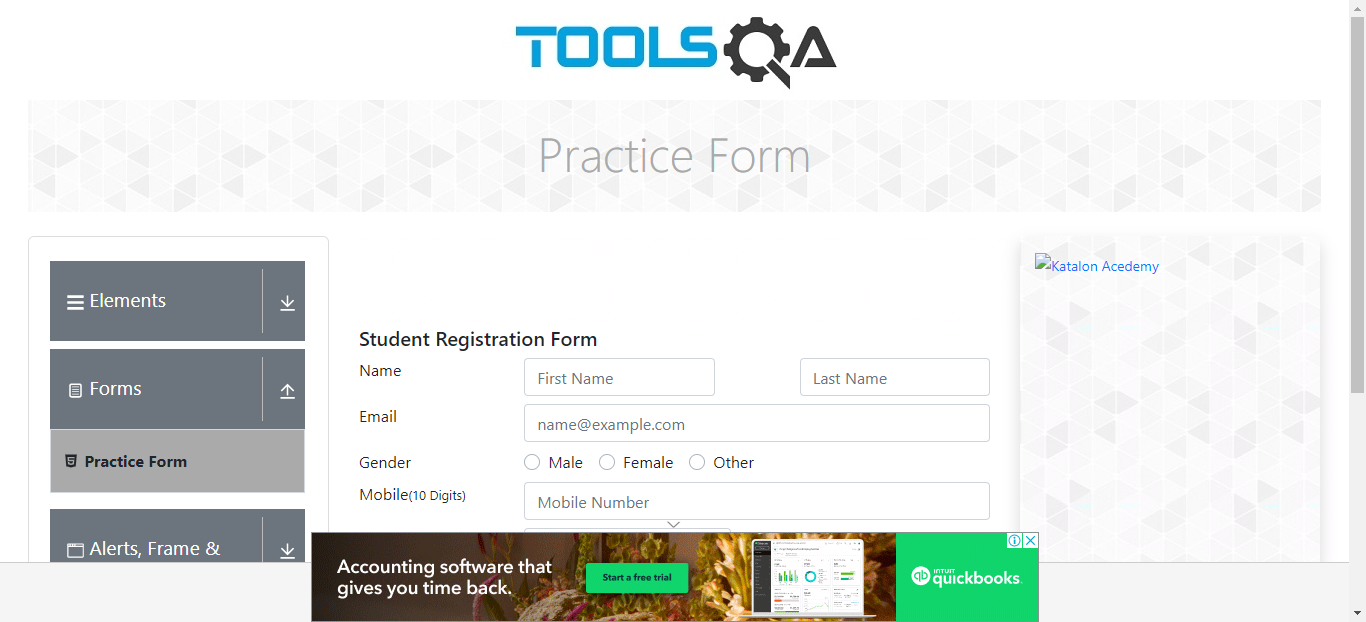 TOOLSQA
Practice Form
Elements
Forms
Practice Form
Alerts, Frame &
Student Registration Form
Name
First Name
Last Name
Email
name@example.com
Gender
Male
Female
Other
Mobile(10 Digits)
Mobile Number
Katalon Acedemy
Accounting software that
gives you time back.
Start a free trial
INTUIT
quickbooks.